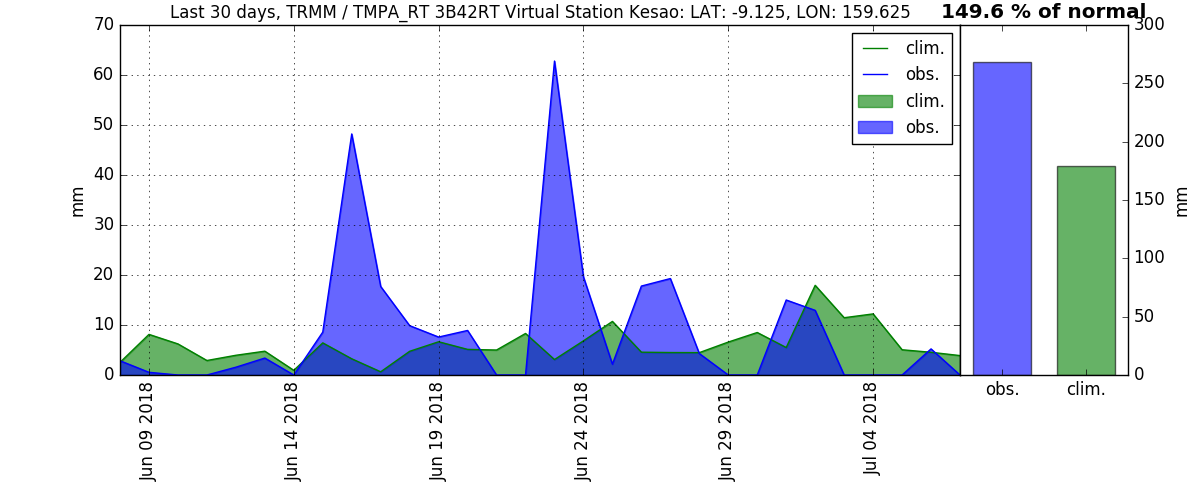 Last 30 days, TRMM / TMPA_RT 3B42RT Virtual Station Kesao: LAT: -9.125, LON: 159.625
149.6 % of normal
70
60
50
40
30
20
10
0
mm
clim.
obs.
clim.
obs.
300
250
200
150
100
50
0
mm
Jun 09 2018
Jun 14 2018
Jun 19 2018
Jun 24 2018
Jun 29 2018
Jul 04 2018
obs.
clim.